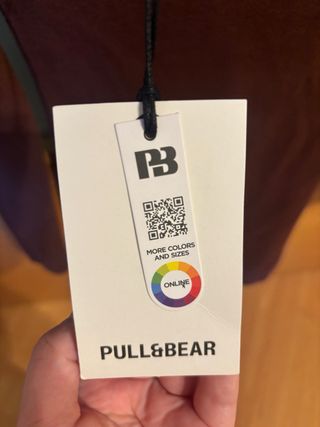 PB
MORE COLORS
AND SIZES
ONLINE
PULL&BEAR